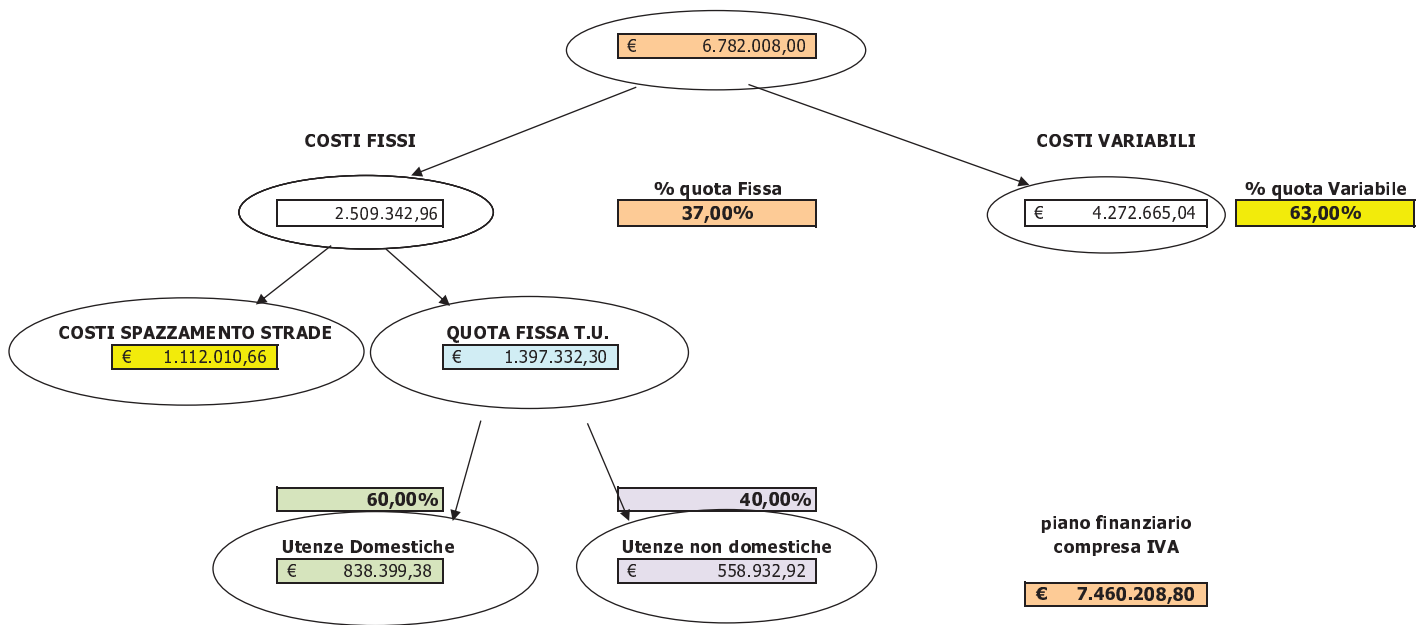 € 6.782.008,00
COSTI FISSI COSTI VARIABILI
% quota Fissa % quota Variabile
2.509.342,96 37,00% € 4.272.665,04 63,00%
COSTI SPAZZAMENTO STRADE QUOTA FISSA T.U.
€ 1.112.010,66 € 1.397.332,30
60,00% 40,00%
piano finanziario
Utenze Domestiche Utenze non domestiche compresa IVA
€ 838.399,38 € 558.932,92
€ 7.460.208,80